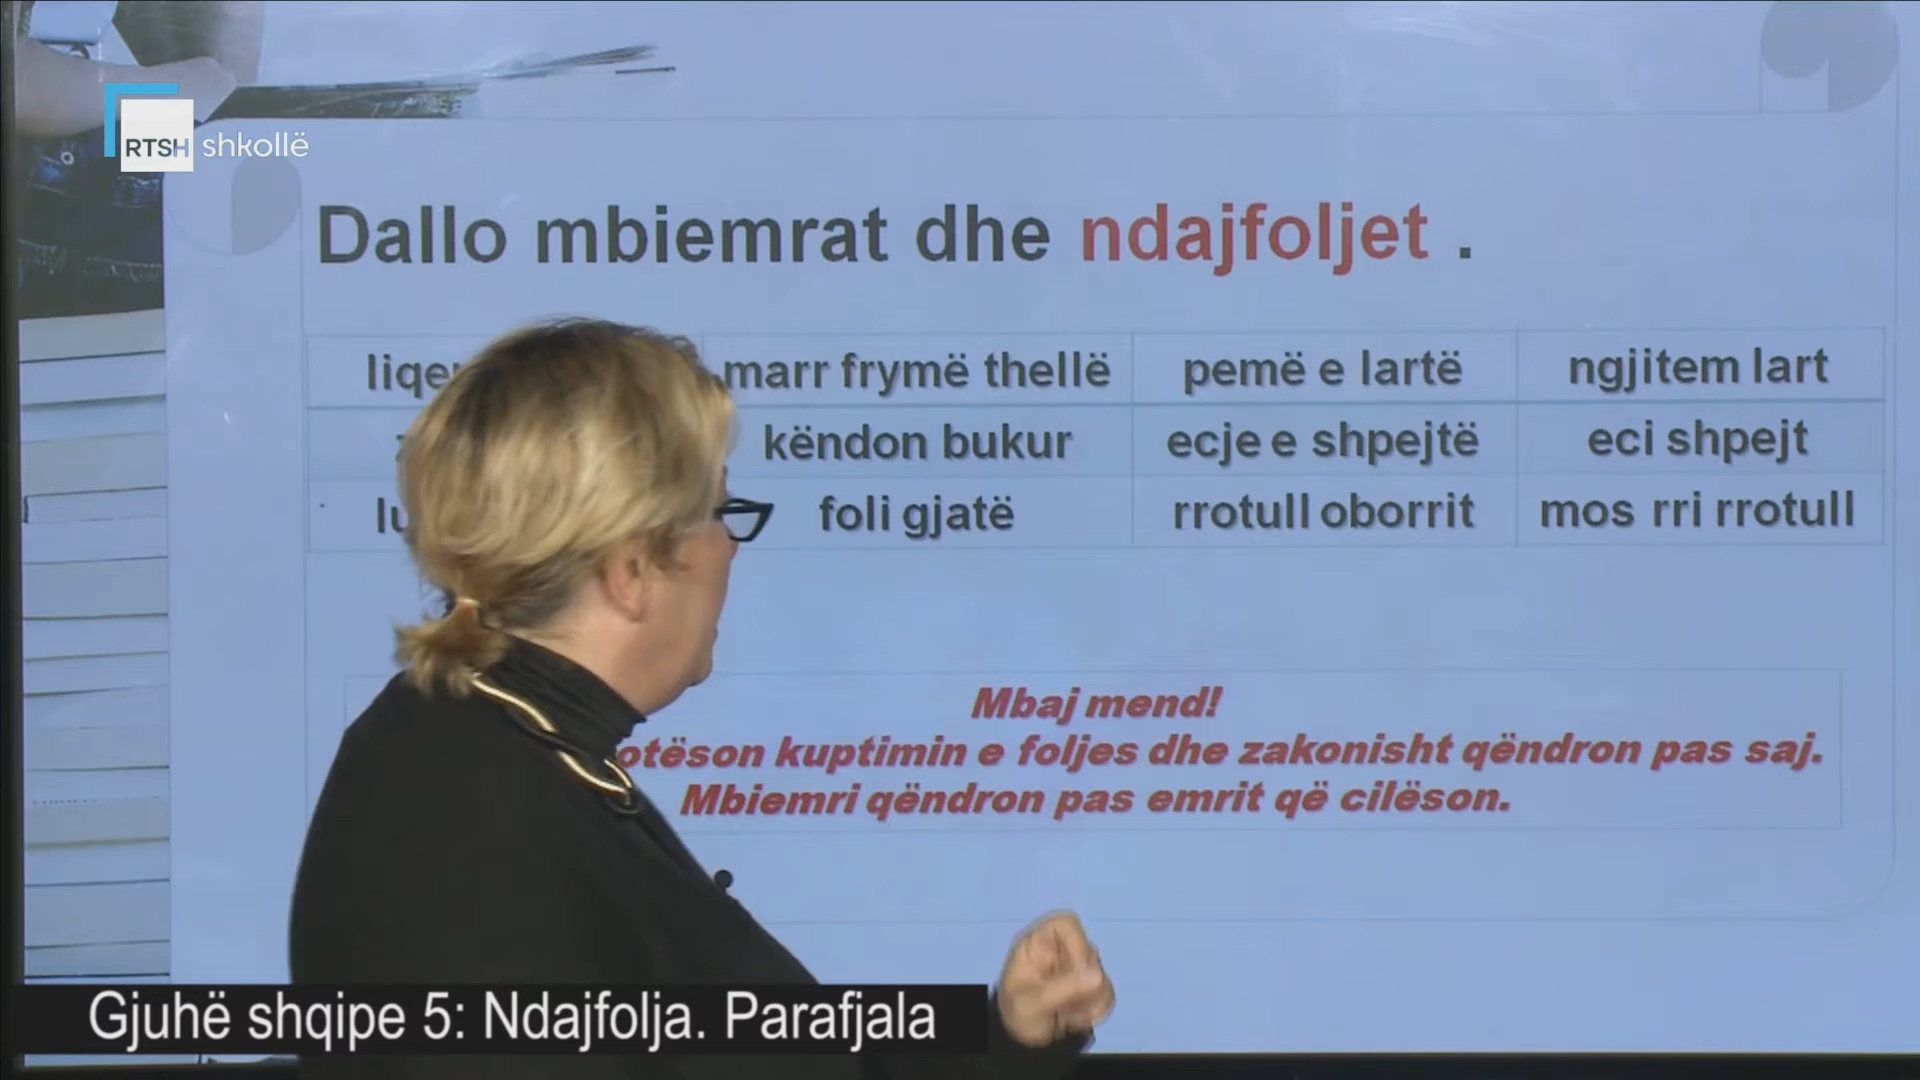 RTSH shkollë
Dallo mbiemrat dhe ndajfoljet .
marr frymë thellë pemë e lartë ngjitem lart
këndon bukur ecje e shpejtë eci shpejt
foli gjatë rrotull oborrit mos rri rrotull
Mbaj mend!
kuptimin e foljes dhe zakonisht qëndron pas saj.
Mbiemri qëndron pas emrit që cilëson.
Gjuhë shqipe 5: Ndajfolja. Parafjala